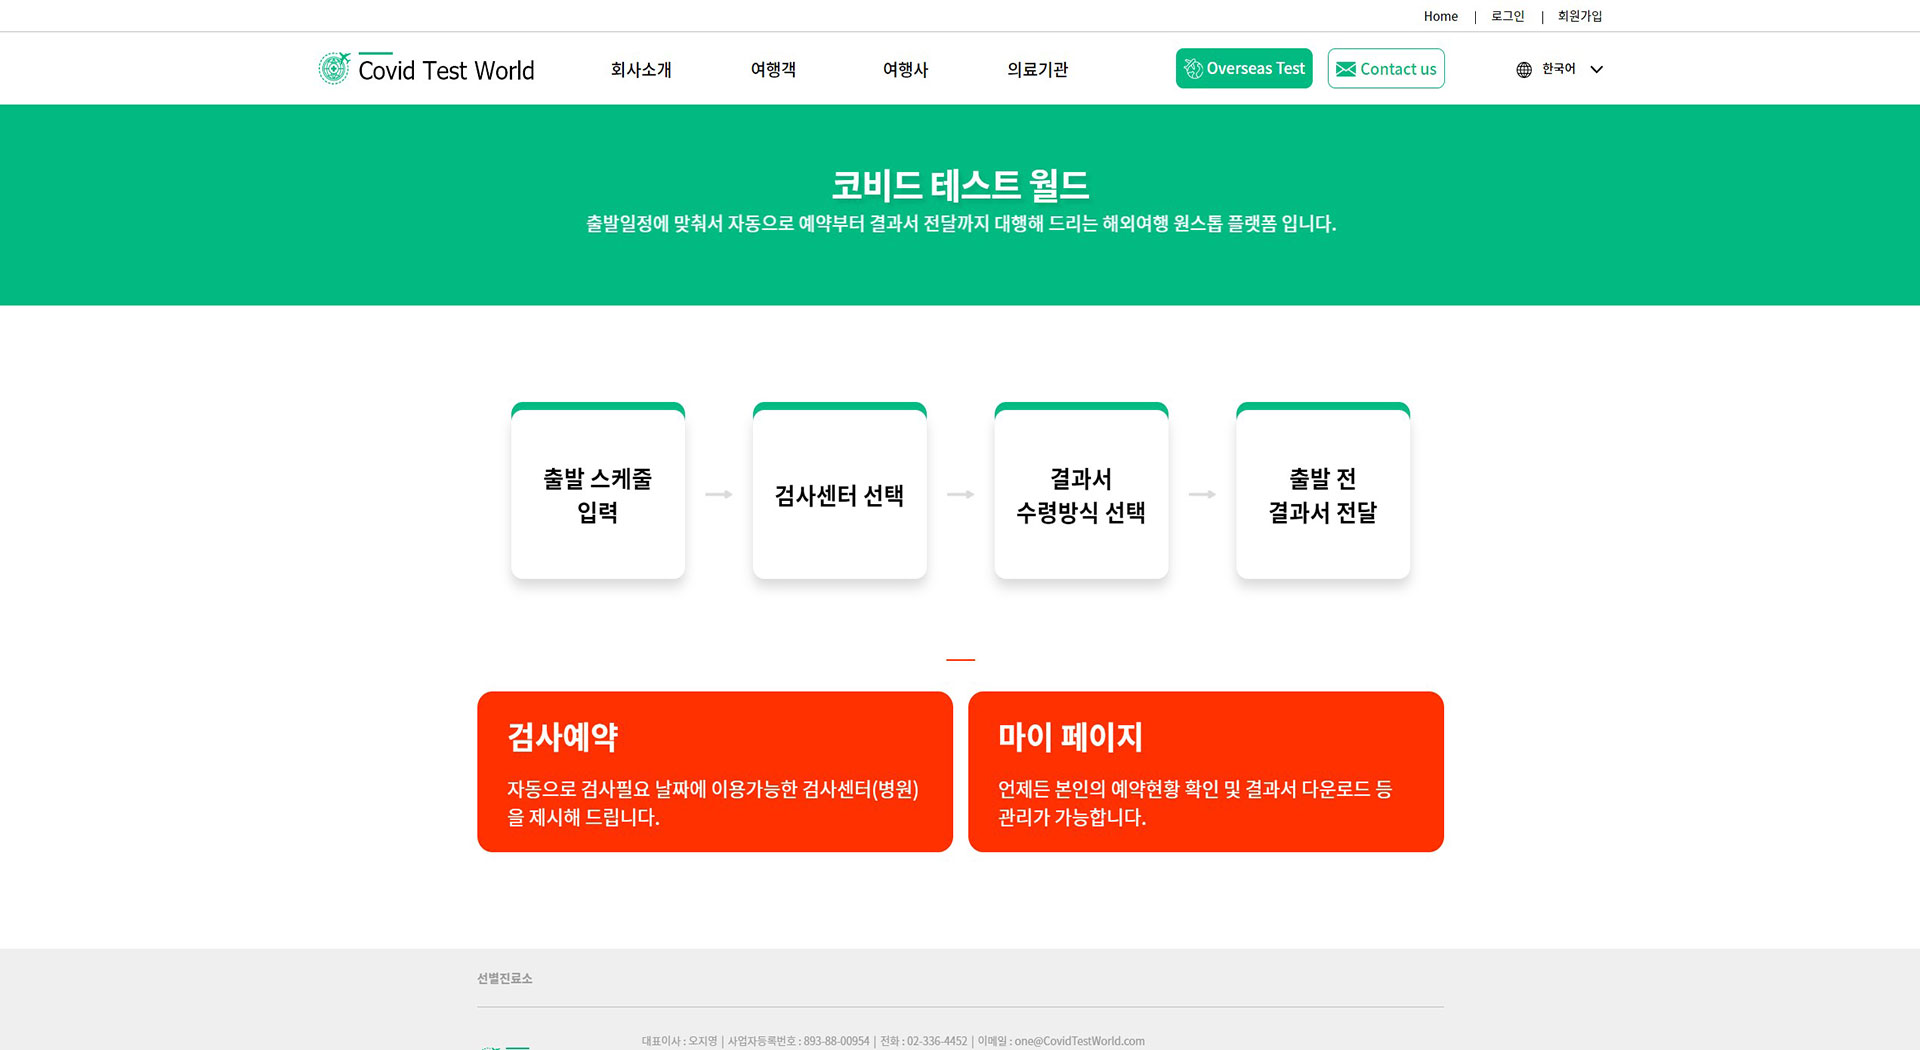 Home | 로그인 | 회원가입
Covid Test World 회사소개 여행객 여행사 의료기관 Overseas Test Contact us 한국어
코비드 테스트 월드
출발일정에 맞춰서 자동으로 예약부터 결과서 전달까지 대행해 드리는 해외여행 원스톱 플랫폼 입니다.
출발 스케줄
입력
검사센터 선택
결과서
수령방식 선택
출발 전
결과서 전달
검사예약
자동으로 검사필요 날짜에 이용가능한 검사센터(병원)
을 제시해 드립니다.
마이 페이지
언제든 본인의 예약현황 확인 및 결과서 다운로드 등
관리가 가능합니다.
선별진료소
대표이사 : 오지영 | 사업자등록번호 : 893-88-00954 | 전화 : 02-336-4452 | 이메일 : one@CovidTestWorld.com